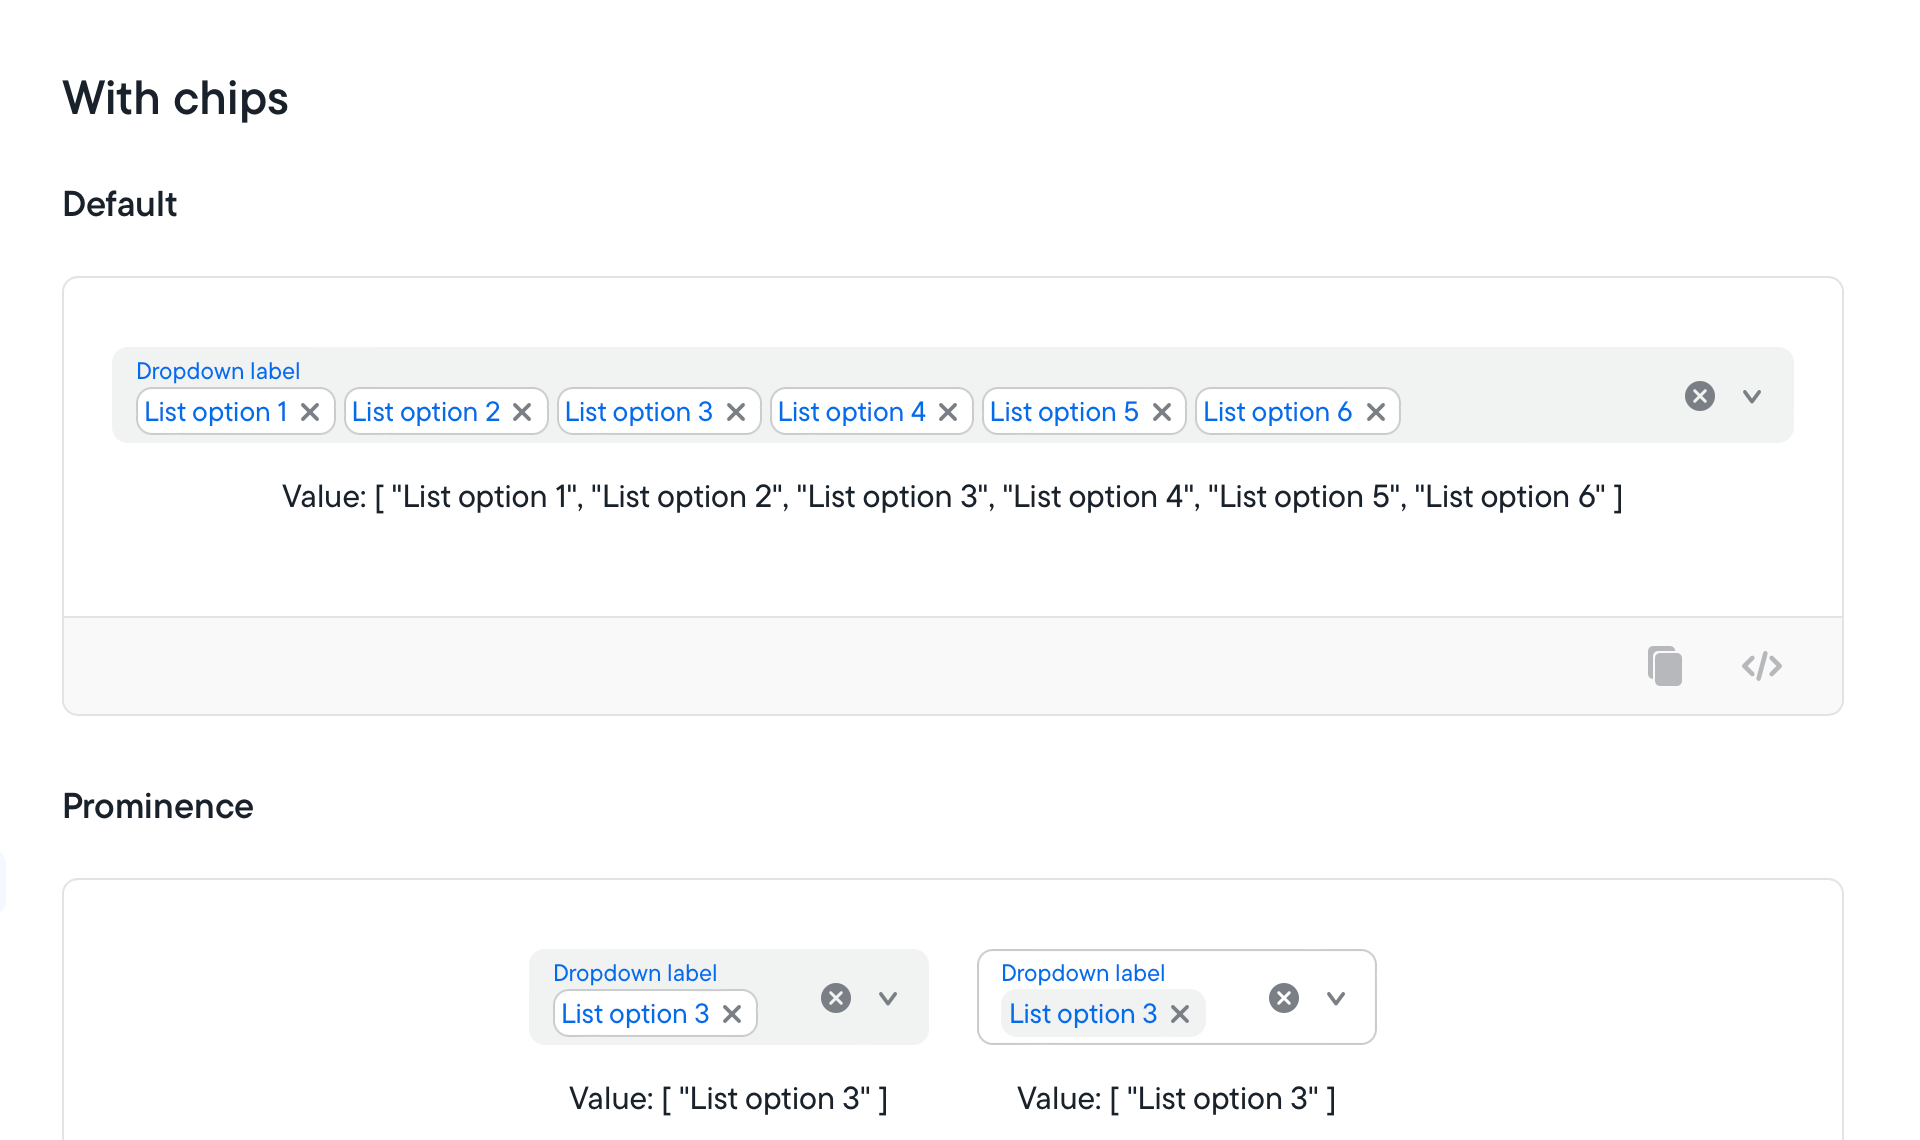 With chips
Default
Dropdown label
List option 1 List option 2 List option 3 List option 4 List option 5 List option 6
Value: [ "List option 1", "List option 2", "List option 3", "List option 4", "List option 5", "List option 6" ]
Prominence
Dropdown label
List option 3
Value: [ "List option 3" ]
Dropdown label
List option 3
Value: [ "List option 3" ]